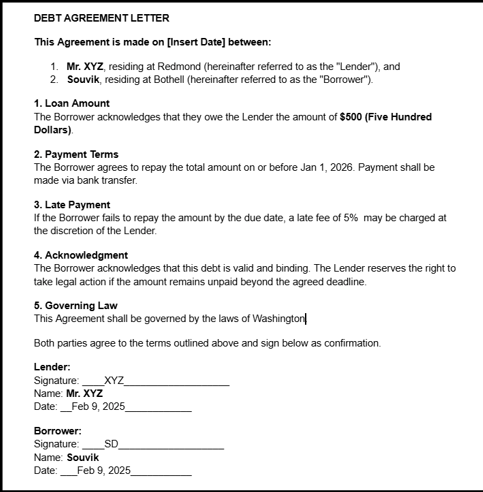 DEBT AGREEMENT LETTER
This Agreement is made on [Insert Date] between:
1. Mr. XYZ, residing at Redmond (hereinafter referred to as the "Lender"), and
2. Souvik, residing at Bothell (hereinafter referred to as the "Borrower").
1. Loan Amount
The Borrower acknowledges that they owe the Lender the amount of $500 (Five Hundred
Dollars).
2. Payment Terms
The Borrower agrees to repay the total amount on or before Jan 1, 2026. Payment shall be
made via bank transfer.
3. Late Payment
If the Borrower fails to repay the amount by the due date, a late fee of 5%  may be charged at
the discretion of the Lender.
4. Acknowledgment
The Borrower acknowledges that this debt is valid and binding. The Lender reserves the right to
take legal action if the amount remains unpaid beyond the agreed deadline.
5. Governing Law
This Agreement shall be governed by the laws of Washington
Both parties agree to the terms outlined above and sign below as confirmation.
Lender:
Signature: ____XYZ__________________
Name: Mr. XYZ
Date: __Feb 9, 2025___________
Borrower:
Signature: ____SD__________________
Name: Souvik
Date: ___Feb 9, 2025__________